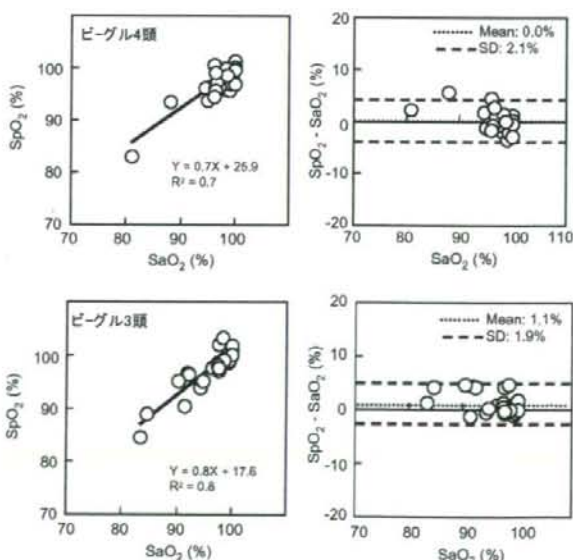 ビーグル4頭
SpO₂ (%)
100
90
80
70
Y = 0.7X + 25.9
R² = 0.7
70 80 90 100
SaO₂ (%)
SpO₂ - SaO₂ (%)
20
10
0
-10
-20
Mean: 0.0%
SD: 2.1%
70 80 90 100 110
SaO₂ (%)
ビーグル3頭
SpO₂ (%)
100
90
80
70
Y = 0.8X + 17.6
R² = 0.8
70 80 90 100
SaO₂ (%)
SpO₂ - SaO₂ (%)
20
10
0
-10
-20
Mean: 1.1%
SD: 1.9%
70 80 90 100
SaO₂ (%)